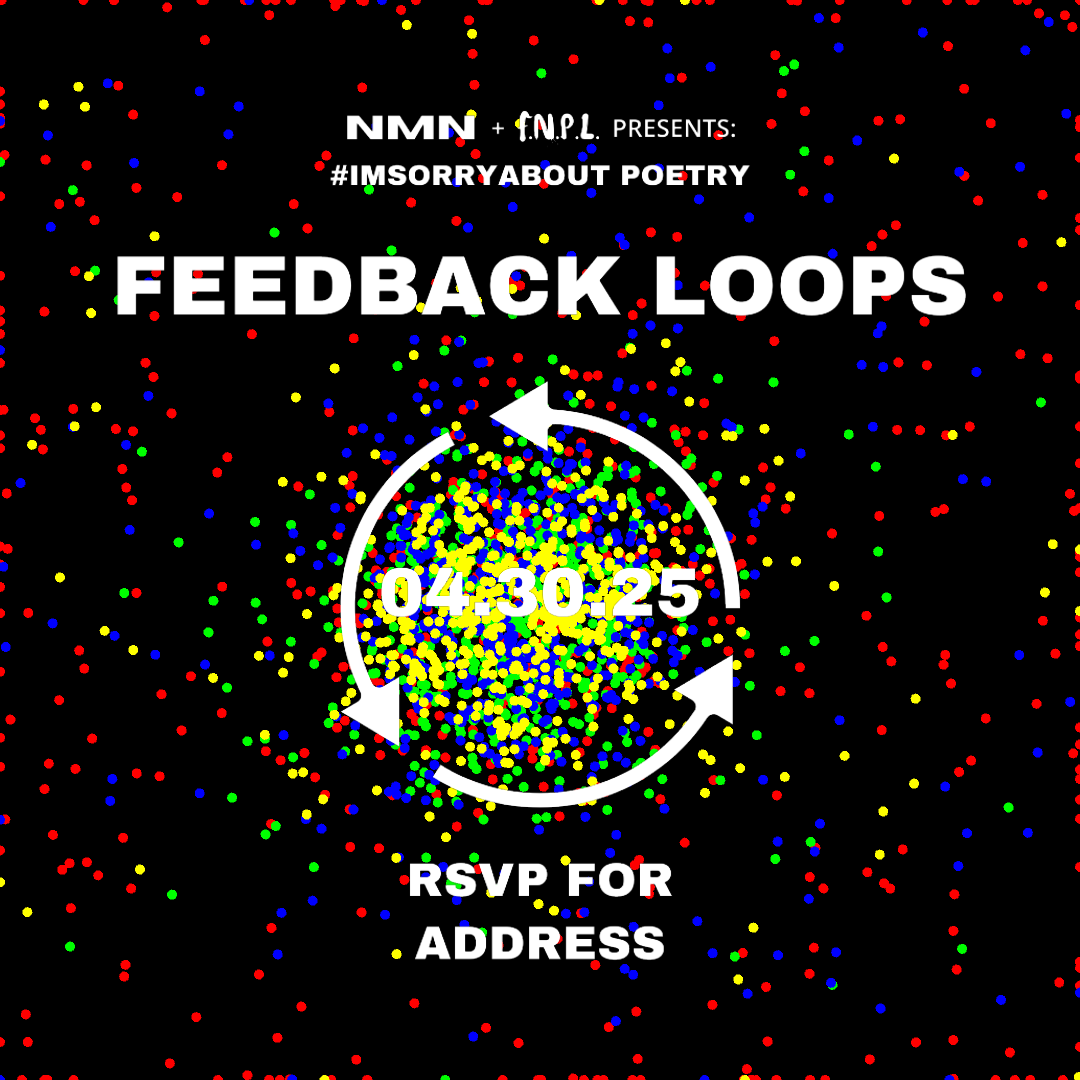 NMN + F.N.P.L. PRESENTS:
#IMSORRYABOUT POETRY
FEEDBACK LOOPS
04.30.25
RSVP FOR
ADDRESS